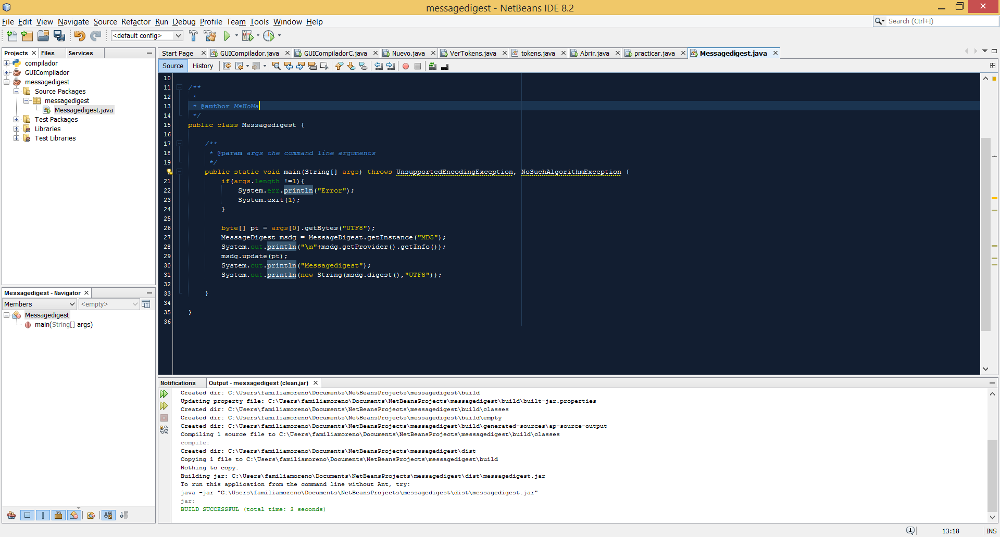 messagedigest - NetBeans IDE 8.2
File Edit View Navigate Source Refactor Run Debug Profile Team Tools Window Help
Search (Ctrl+I)
<default config>
Projects Files Services
compilador
GUICompilador
messagedigest
Source Packages
messagedigest
Messagedigest.java
Test Packages
Libraries
Test Libraries
Messagedigest - Navigator
Members <empty>
Messagedigest
main(String[] args)
Start Page GUICompilador.java GUICompiladorC.java Nuevo.java VerTokens.java tokens.java Abrir.java practicar.java Messagedigest.java
Source History
10
11 /**
12 *
13 * @author MaHoMa
14 */
15 public class Messagedigest {
16
17 /**
18 * @param args the command line arguments
19 */
public static void main(String[] args) throws UnsupportedEncodingException, NoSuchAlgorithmException {
21 if(args.length !=1){
22 System.err.println("Error");
23 System.exit(1);
24 }
25
26 byte[] pt = args[0].getBytes("UTF8");
27 MessageDigest msdg = MessageDigest.getInstance("MD5");
28 System.out.println("\n"+msdg.getProvider().getInfo());
29 msdg.update(pt);
30 System.out.println("Messagedigest");
31 System.out.println(new String(msdg.digest(),"UTF8"));
32
33 }
34
35 }
36
Notifications Output - messagedigest (clean,jar)
Created dir: C:\Users\familiamoreno\Documents\NetBeansProjects\messagedigest\build
Updating property file: C:\Users\familiamoreno\Documents\NetBeansProjects\messagedigest\build\built-jar.properties
Created dir: C:\Users\familiamoreno\Documents\NetBeansProjects\messagedigest\build\classes
Created dir: C:\Users\familiamoreno\Documents\NetBeansProjects\messagedigest\build\empty
Created dir: C:\Users\familiamoreno\Documents\NetBeansProjects\messagedigest\build\generated-sources\ap-source-output
Compiling 1 source file to C:\Users\familiamoreno\Documents\NetBeansProjects\messagedigest\build\classes
compile:
Created dir: C:\Users\familiamoreno\Documents\NetBeansProjects\messagedigest\dist
Copying 1 file to C:\Users\familiamoreno\Documents\NetBeansProjects\messagedigest\build
Nothing to copy.
Building jar: C:\Users\familiamoreno\Documents\NetBeansProjects\messagedigest\dist\messagedigest.jar
To run this application from the command line without Ant, try:
java -jar "C:\Users\familiamoreno\Documents\NetBeansProjects\messagedigest\dist\messagedigest.jar"
jar:
BUILD SUCCESSFUL (total time: 3 seconds)
1 13:18 INS